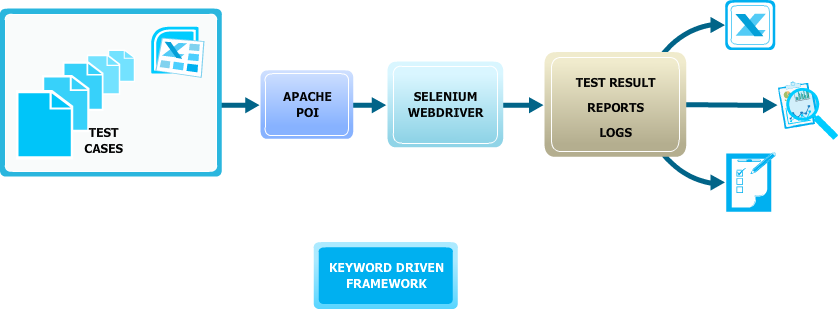 TEST
CASES
APACHE
POI
SELENIUM
WEBDRIVER
TEST RESULT
REPORTS
LOGS
KEYWORD DRIVEN
FRAMEWORK